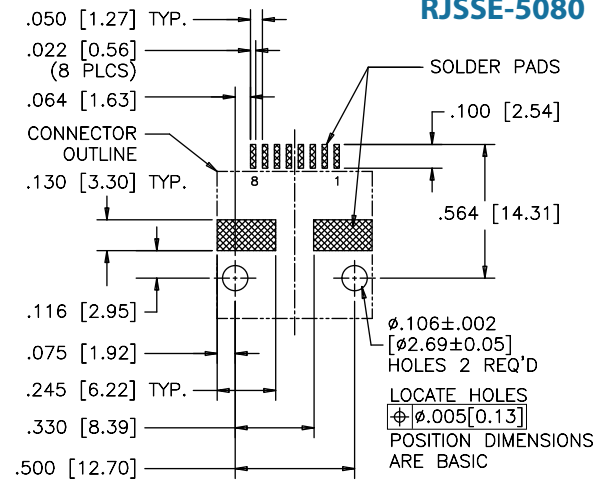 RJSSE-5080
.050 [1.27] TYP.
.022 [0.56]
(8 PLCS)
.064 [1.63]
CONNECTOR
OUTLINE
.130 [3.30] TYP.
SOLDER PADS
.100 [2.54]
8 1
.564 [14.31]
.116 [2.95]
.075 [1.92]
.245 [6.22] TYP.
.330 [8.39]
.500 [12.70]
ø.106±.002
[ø2.69±0.05]
HOLES 2 REQ'D
LOCATE HOLES
⌖ ø.005[0.13]
POSITION DIMENSIONS
ARE BASIC